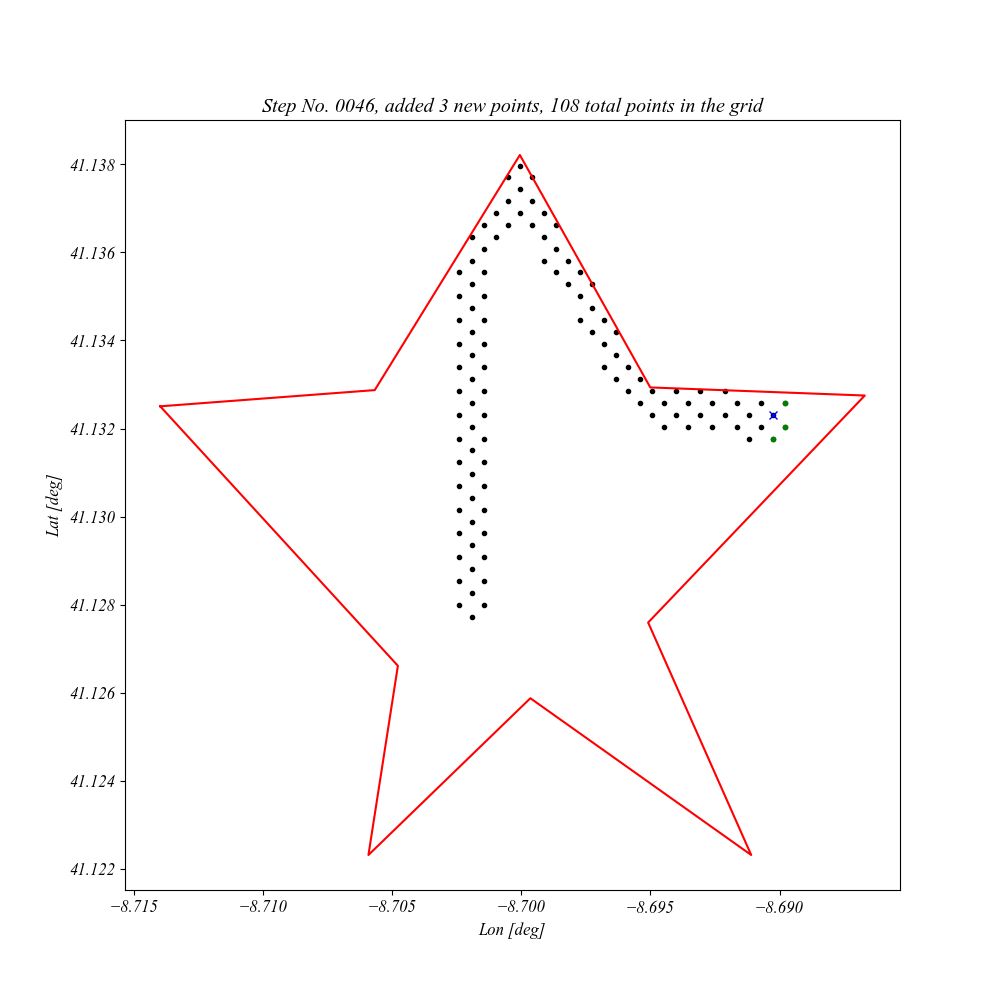 Step No. 0046, added 3 new points, 108 total points in the grid
41.138
41.136
41.134
41.132
41.130
41.128
41.126
41.124
41.122
Lat [deg]
−8.715 −8.710 −8.705 −8.700 −8.695 −8.690
Lon [deg]